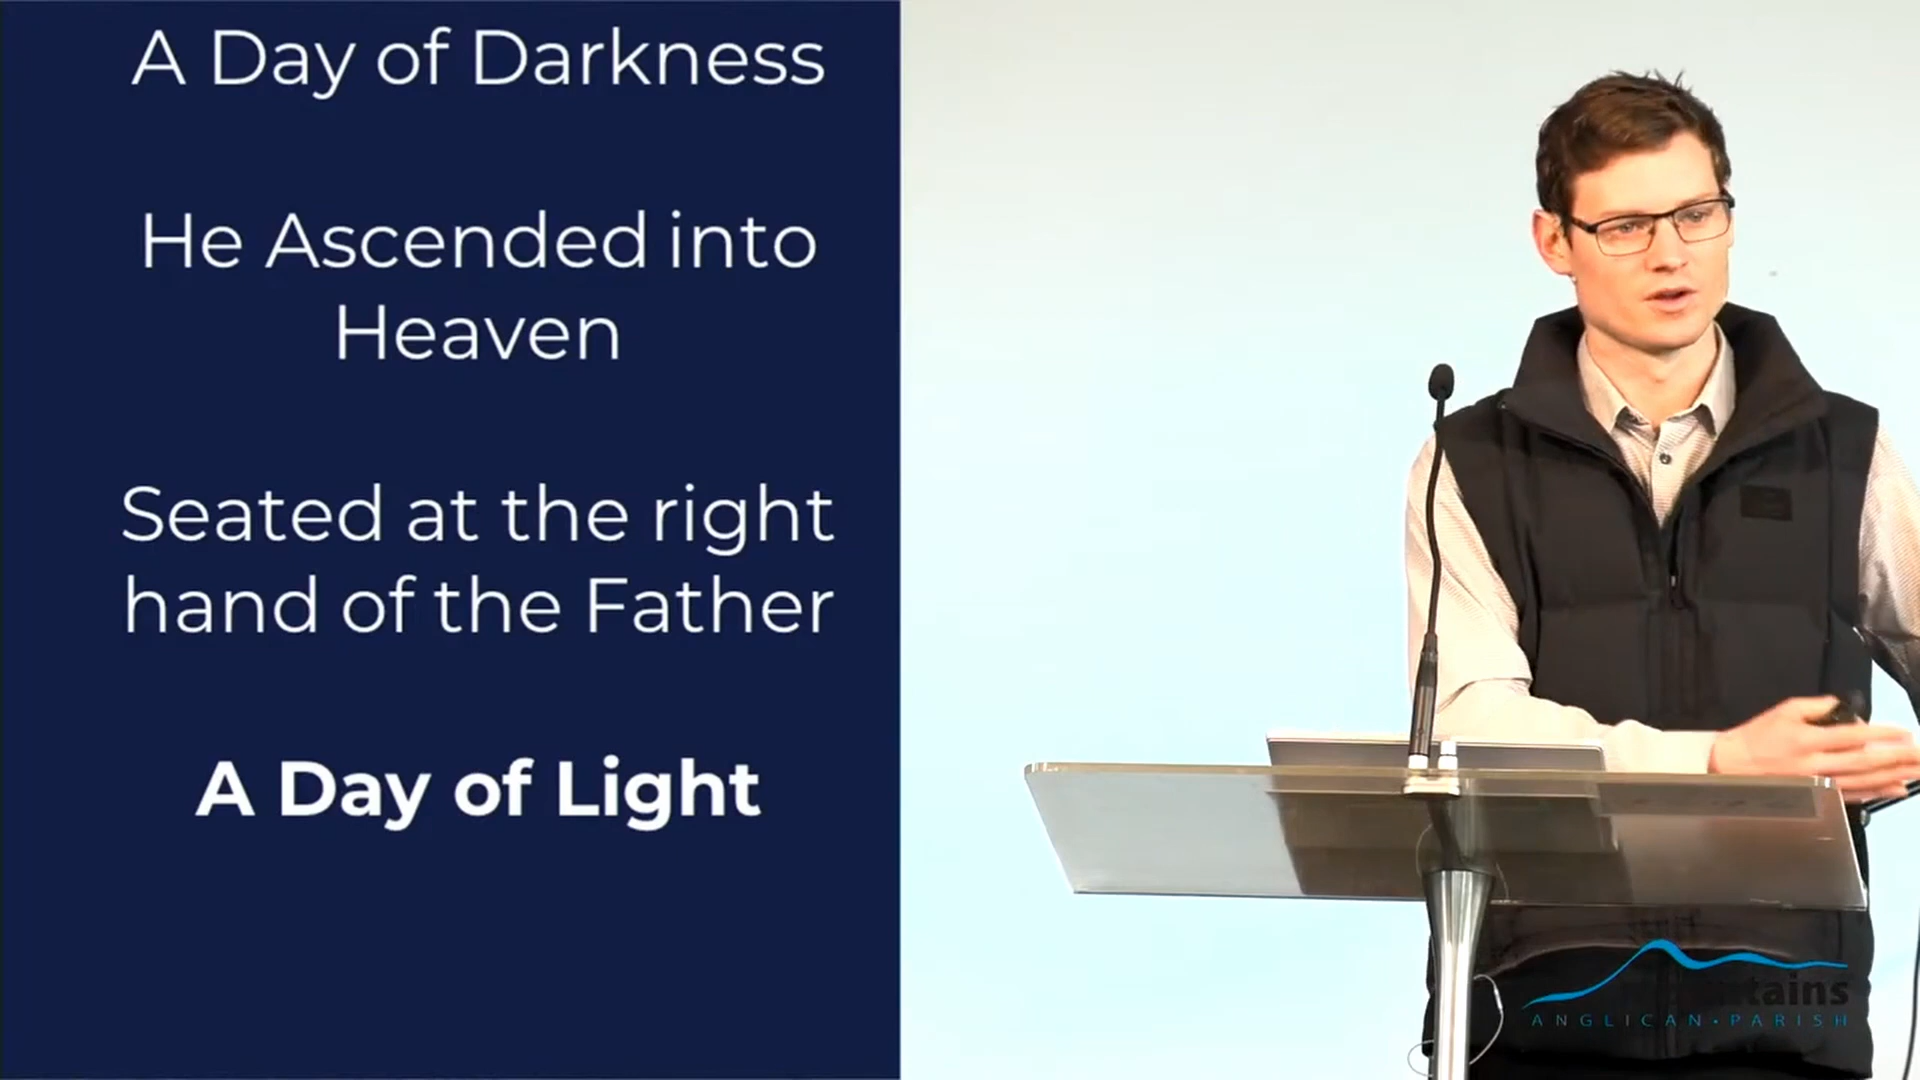 A Day of Darkness
He Ascended into
Heaven
Seated at the right
hand of the Father
A Day of Light
ANGLICAN • PARISH